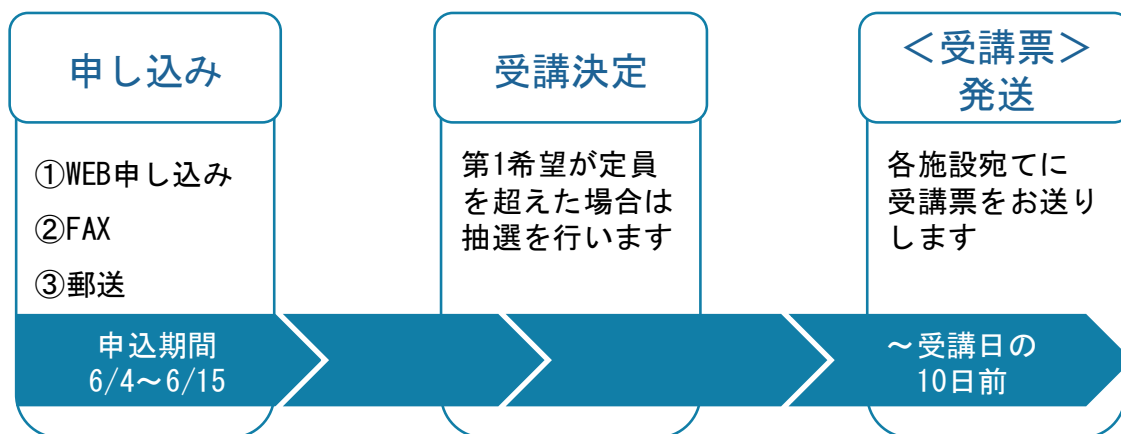 申し込み
①WEB申し込み
②FAX
③郵送
申込期間
6/4～6/15
受講決定
第1希望が定員
を超えた場合は
抽選を行います
＜受講票＞
発送
各施設宛てに
受講票をお送り
します
～受講日の
10日前